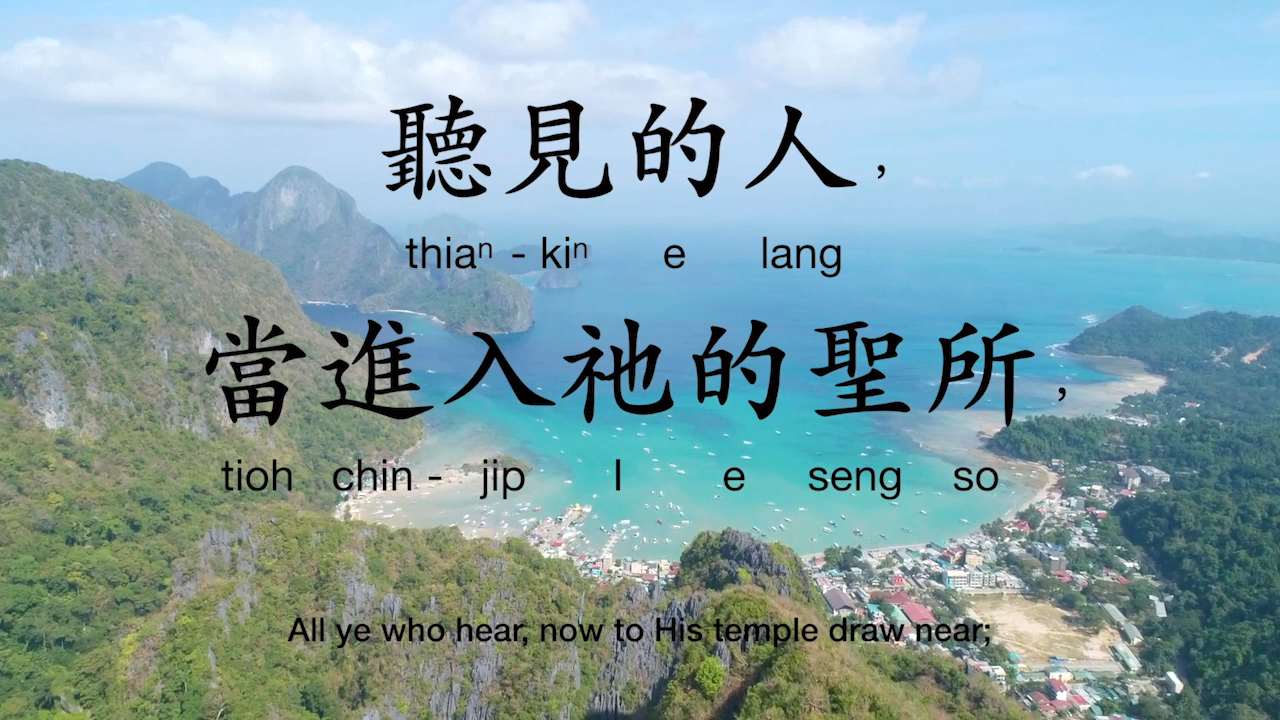 聽見的人，
thiaⁿ - kiⁿ e lang
當進入祂的聖所，
tioh chin - jip I e seng so
All ye who hear, now to His temple draw near;